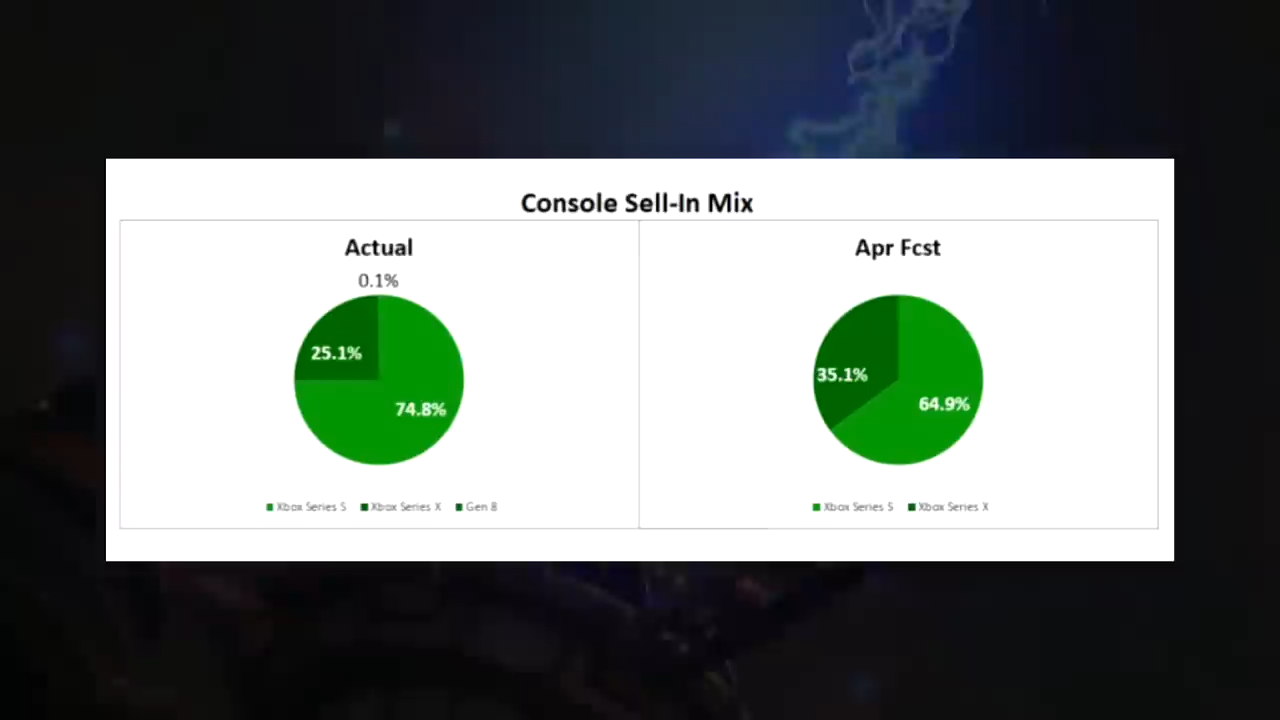 Console Sell-In Mix
Actual
0.1%
25.1%
74.8%
Xbox Series S Xbox Series X Gen 8
Apr Fcst
35.1%
64.9%
Xbox Series S Xbox Series X